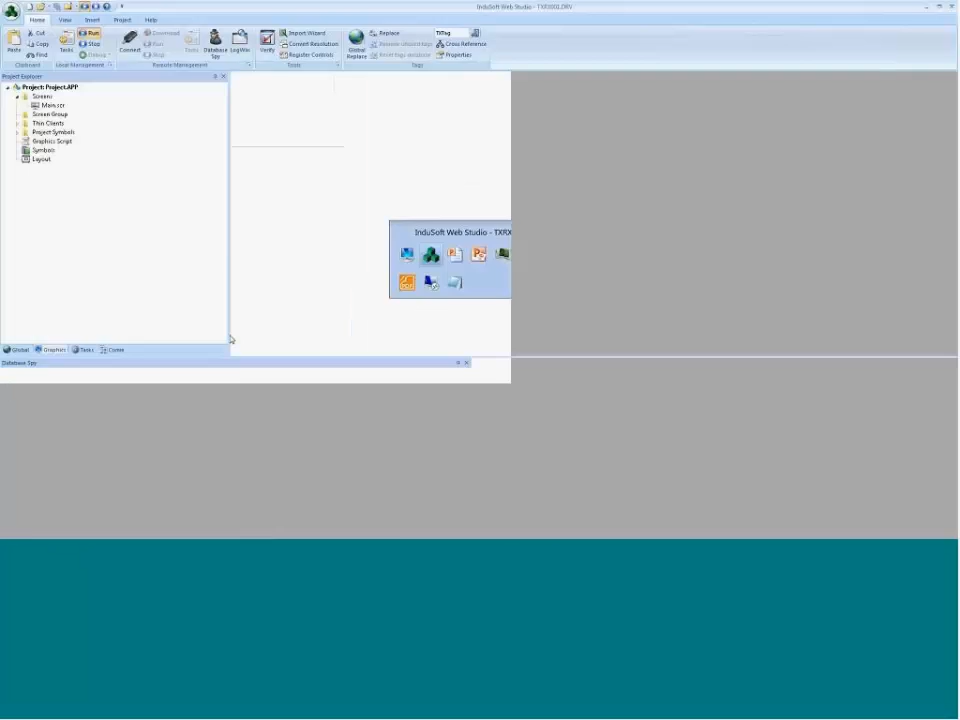 InduSoft Web Studio - TXRX001.DRV
Home View Insert Project Help
Cut Run Download Import Wizard Replace TitTag
Paste Copy Tasks Stop Connect Run Tasks Database Spy LogWin Verify Convert Resolution Global Replace Cross Reference
Find Debug Stop Register Controls Properties
Clipboard Local Management Remote Management Tools Tags
Project Explorer
Project: Project.APP
Screens
Main.scr
Screen Group
Thin Clients
Project Symbols
Graphics Script
Symbols
Layout
InduSoft Web Studio - TXRX
Global Graphics Tasks Comm
Database Spy